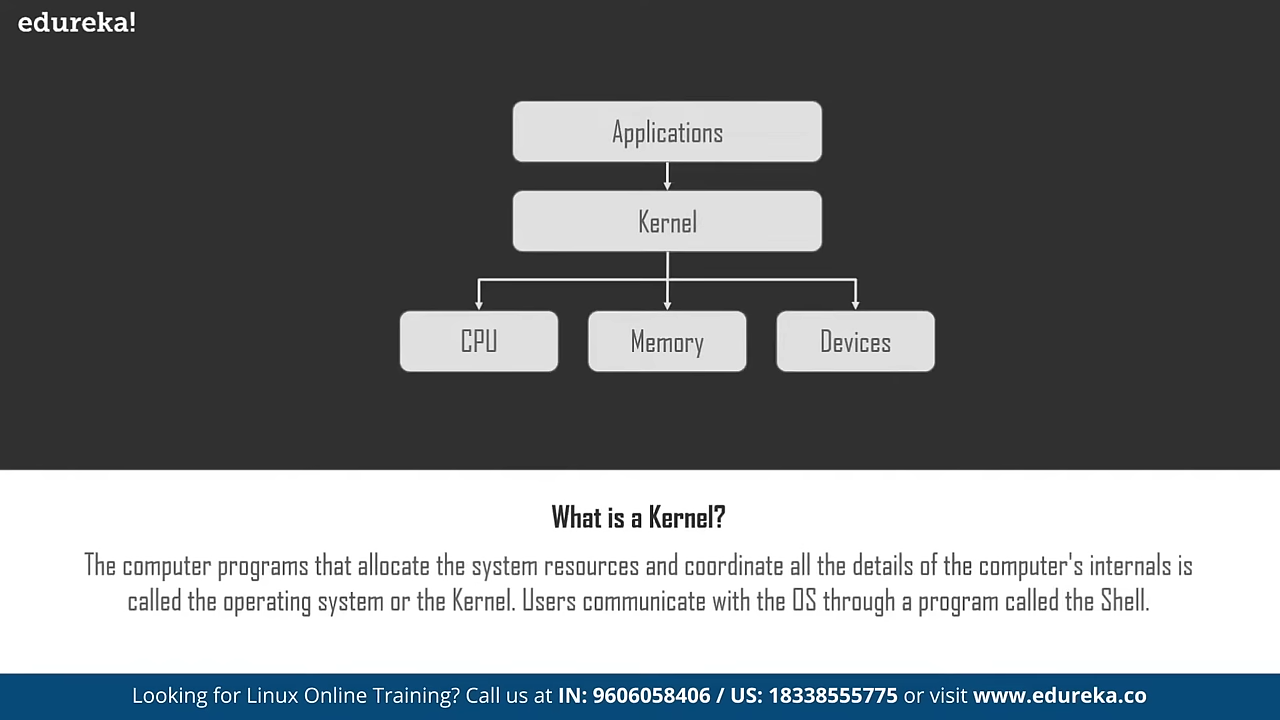 edureka!
Applications
Kernel
CPU
Memory
Devices
What is a Kernel?
The computer programs that allocate the system resources and coordinate all the details of the computer's internals is
called the operating system or the Kernel. Users communicate with the OS through a program called the Shell.
Looking for Linux Online Training? Call us at IN: 9606058406 / US: 18338555775 or visit www.edureka.co